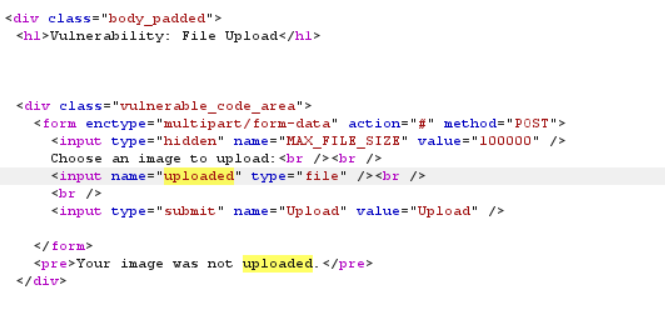 <div class="body_padded">
<h1>Vulnerability: File Upload</h1>
<div class="vulnerable_code_area">
<form enctype="multipart/form-data" action="#" method="POST">
<input type="hidden" name="MAX_FILE_SIZE" value="100000" />
Choose an image to upload:<br /><br />
<input name="uploaded" type="file" /><br />
<br />
<input type="submit" name="Upload" value="Upload" />
</form>
<pre>Your image was not uploaded.</pre>
</div>